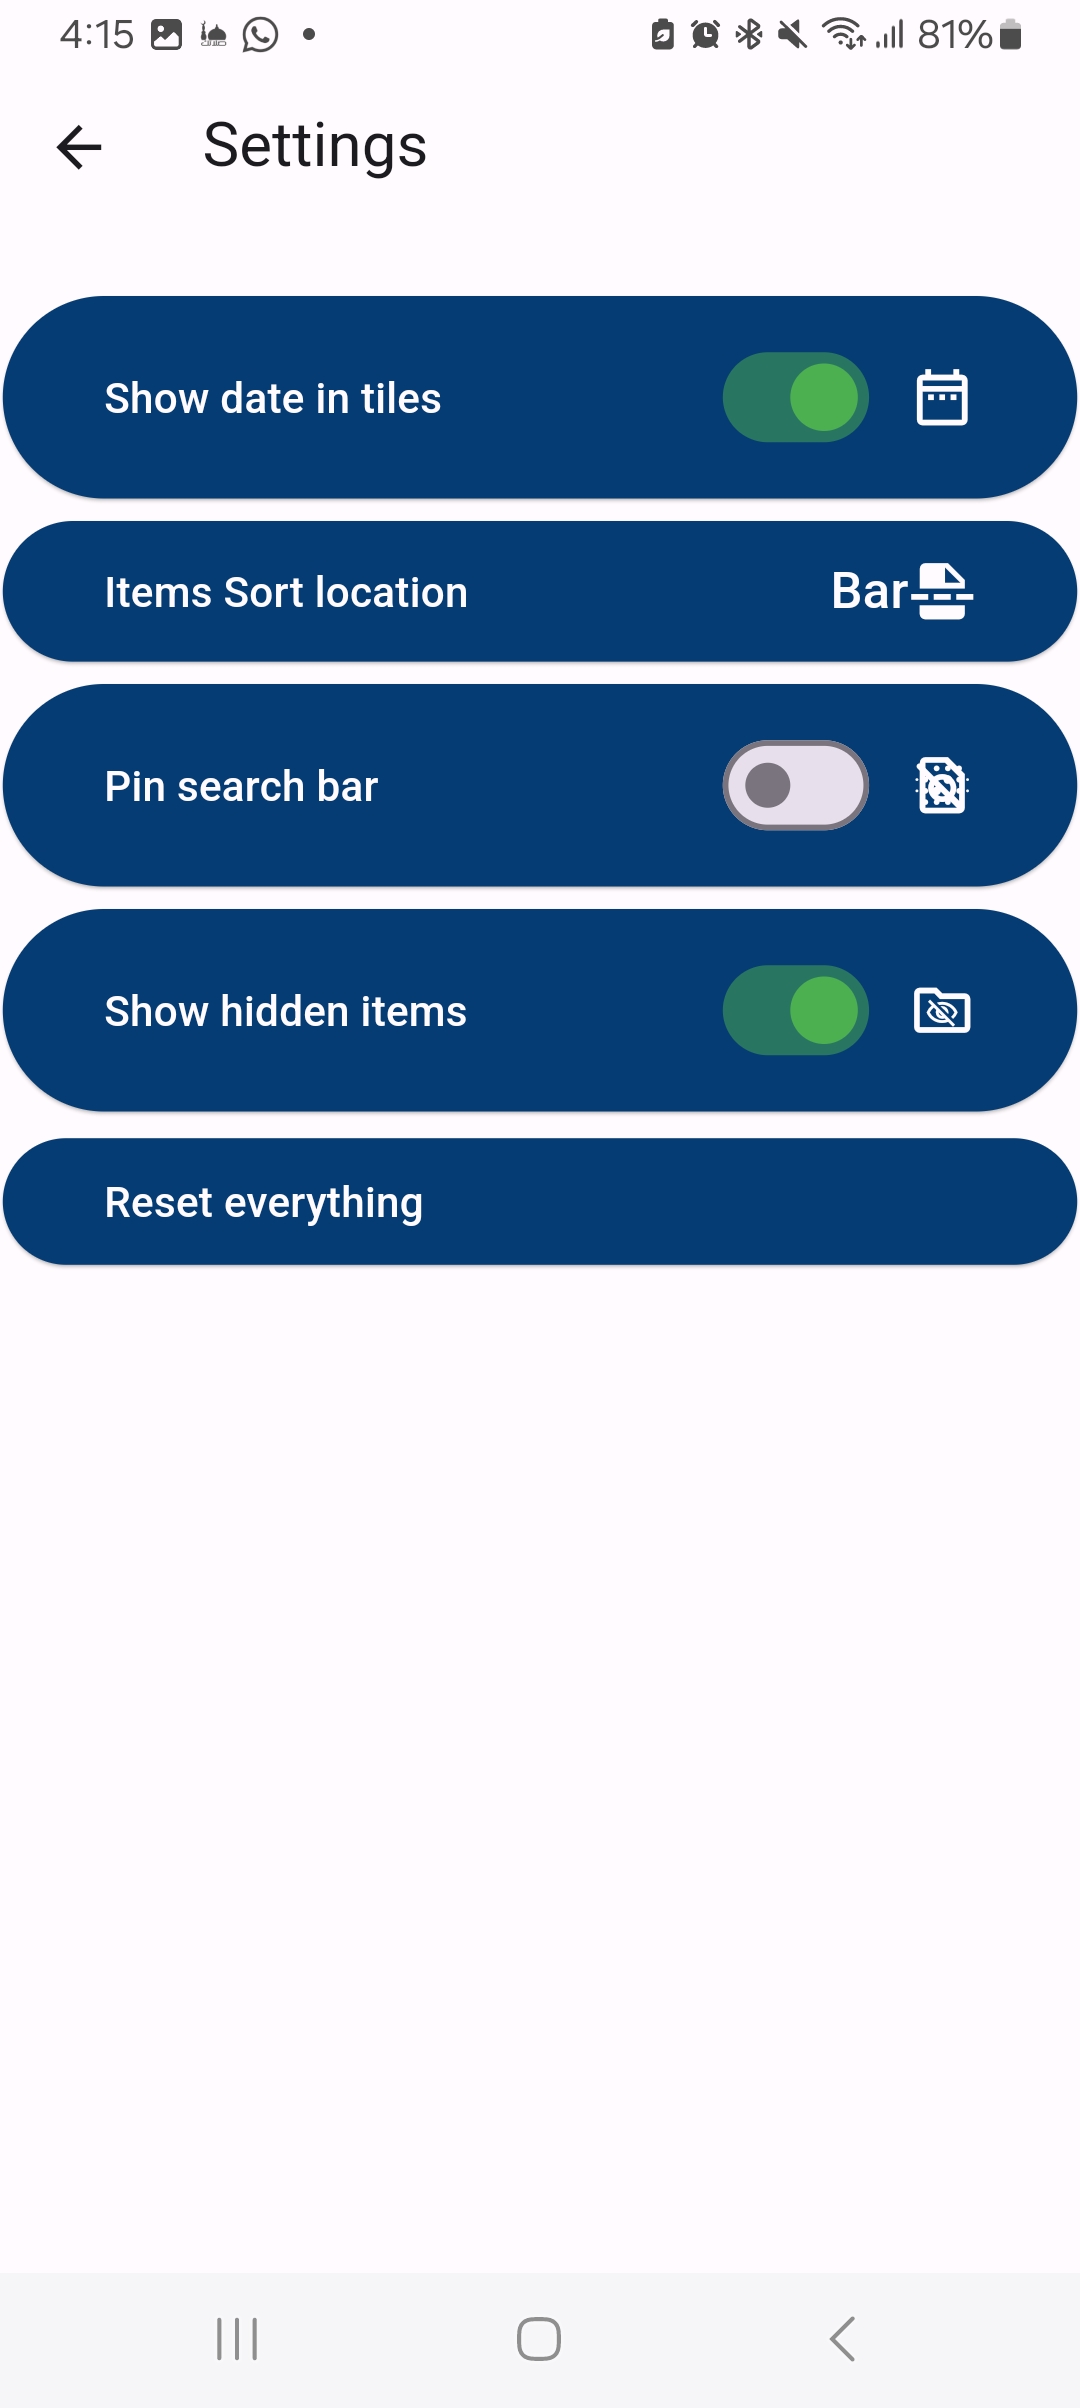 4:15 81%
Settings
Show date in tiles
Items Sort location Bar
Pin search bar
Show hidden items
Reset everything